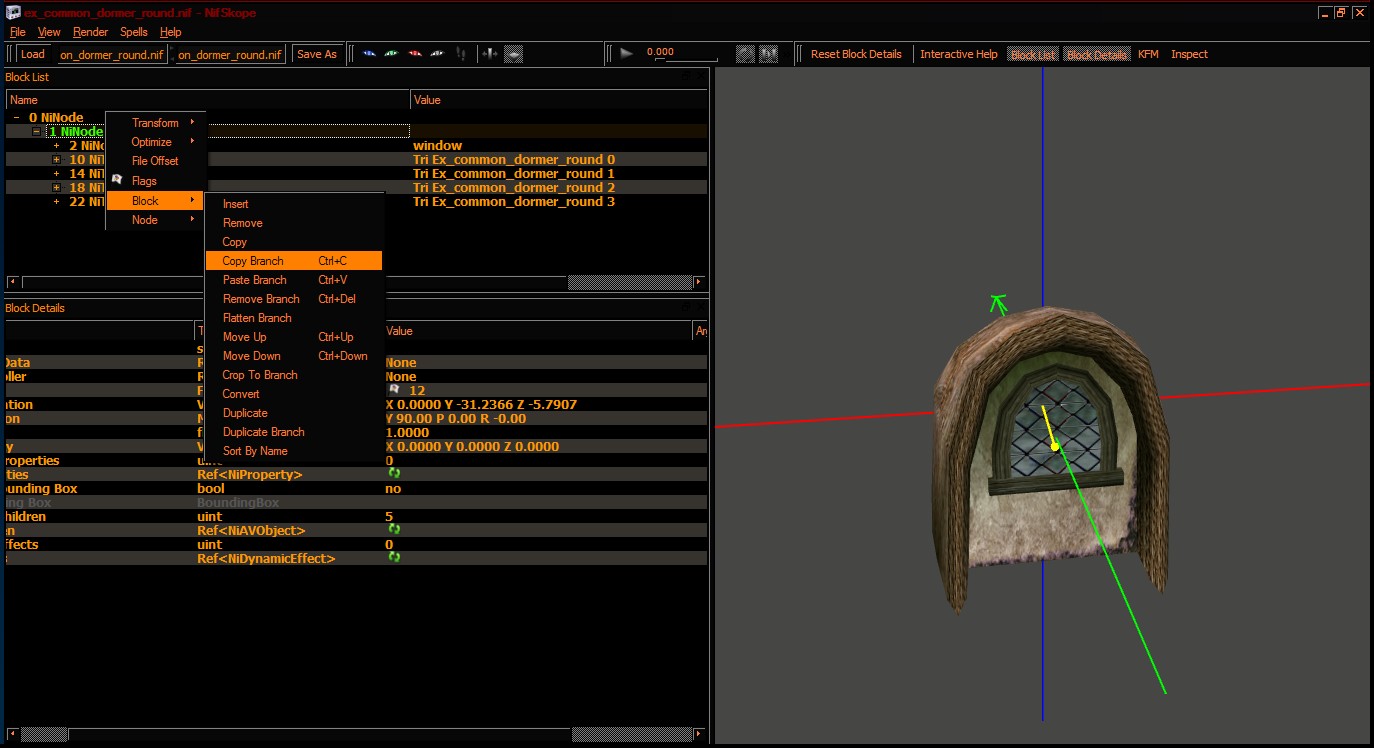 ex_common_dormer_round.nif - NifSkope
File View Render Spells Help
Load on_dormer_round.nif on_dormer_round.nif Save As 0.000 Reset Block Details Interactive Help Block List Block Details KFM Inspect
Block List
Name Value
0 NiNode
1 NiNode
2 NiNo window
10 NiT Tri Ex_common_dormer_round 0
14 NiT Tri Ex_common_dormer_round 1
18 NiT Tri Ex_common_dormer_round 2
22 NiT Tri Ex_common_dormer_round 3
Transform
Optimize
File Offset
Flags
Block
Node
Insert
Remove
Copy
Copy Branch Ctrl+C
Paste Branch Ctrl+V
Remove Branch Ctrl+Del
Flatten Branch
Move Up Ctrl+Up
Move Down Ctrl+Down
Crop To Branch
Convert
Duplicate
Duplicate Branch
Sort By Name
Block Details
T Value Ar
s
Data R None
ller R None
F 12
ation V X 0.0000 Y -31.2366 Z -5.7907
on N Y 90.00 P 0.00 R -0.00
f 1.0000
y V X 0.0000 Y 0.0000 Z 0.0000
roperties uint 0
ties Ref<NiProperty>
ounding Box bool no
ing Box BoundingBox
hildren uint 5
en Ref<NiAVObject>
ffects uint 0
s Ref<NiDynamicEffect>